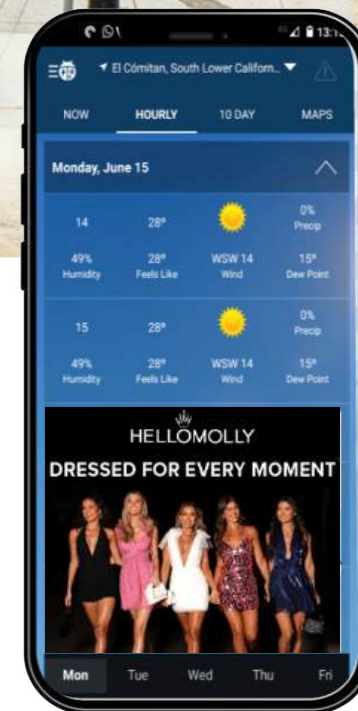 13:1
El Cómitan, South Lower Californ...
NOW HOURLY 10 DAY MAPS
Monday, June 15
14 28° 0%
Precip
49% 28° WSW 14 15°
Humidity Feels Like Wind Dew Point
15 28° 0%
Precip
49% 28° WSW 14 15°
Humidity Feels Like Wind Dew Point
HELLOMOLLY
DRESSED FOR EVERY MOMENT
Mon Tue Wed Thu Fri